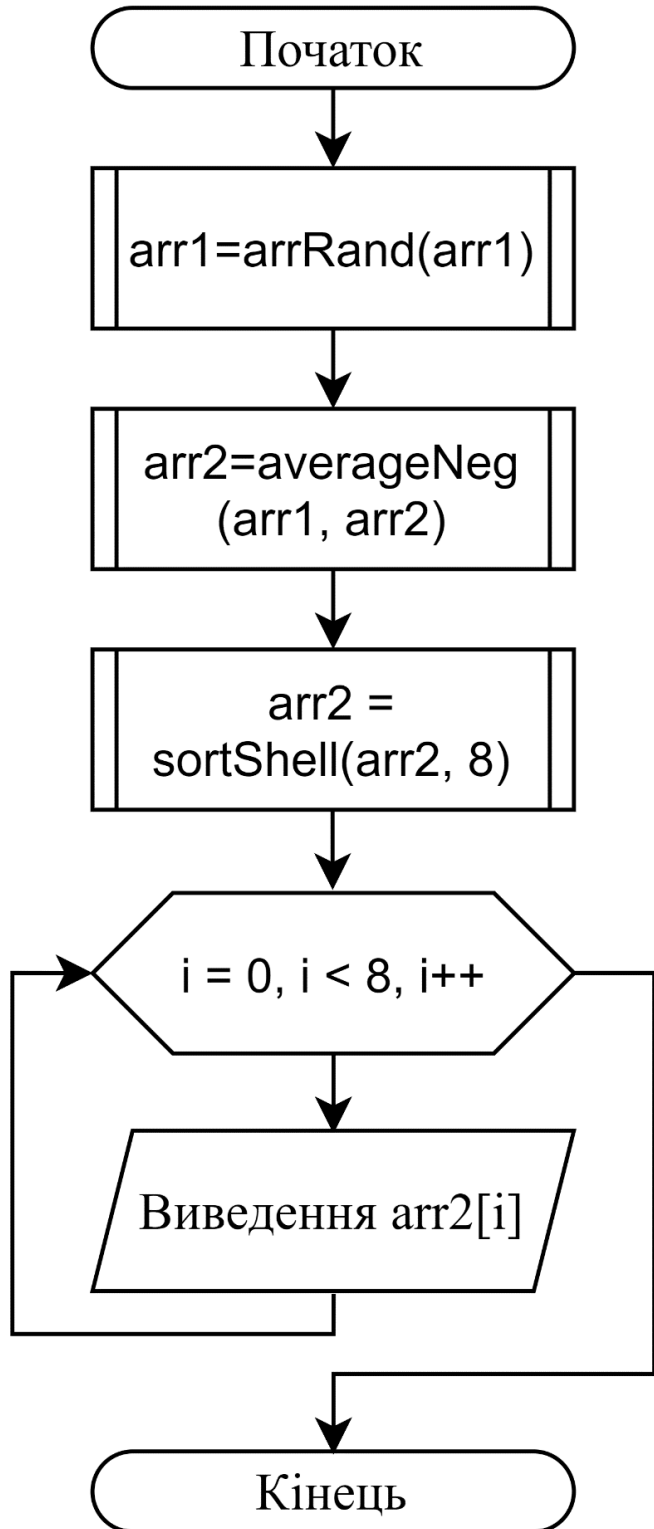 Початок
arr1=arrRand(arr1)
arr2=averageNeg
(arr1, arr2)
arr2 =
sortShell(arr2, 8)
i = 0, i < 8, i++
Виведення arr2[i]
Кінець